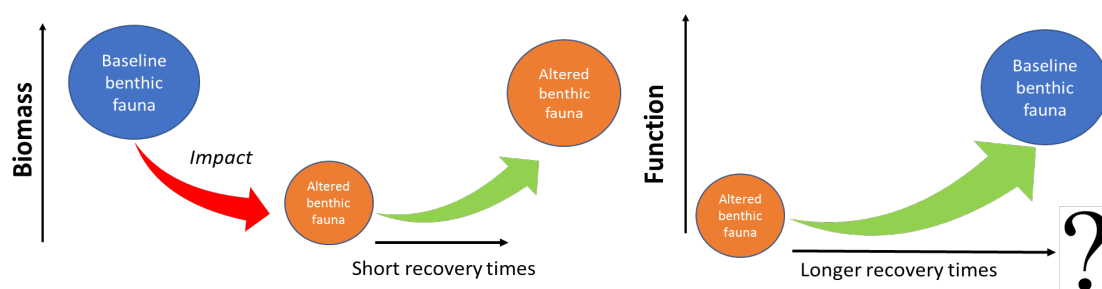 Biomass
Baseline
benthic
fauna
Impact
Altered
benthic
fauna
Altered
benthic
fauna
Short recovery times
Function
Altered
benthic
fauna
Baseline
benthic
fauna
Longer recovery times
?